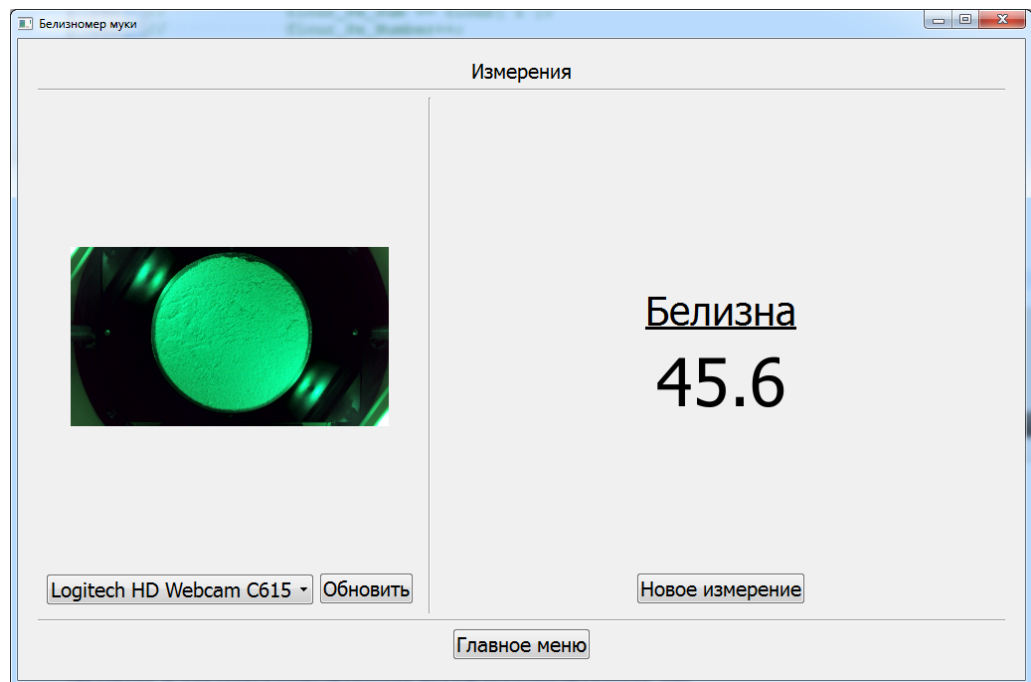 Белизномер муки
Измерения
Белизна
45.6
Logitech HD Webcam C615
Обновить
Новое измерение
Главное меню